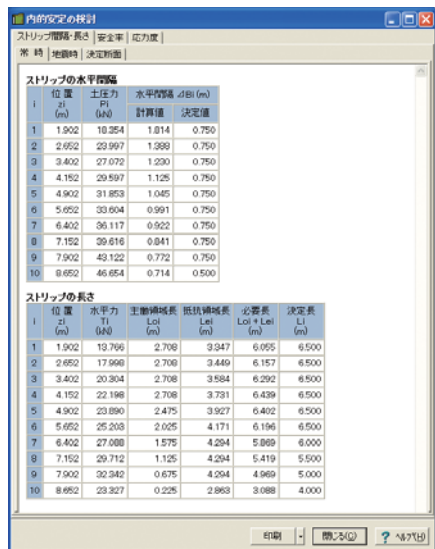 内的安定の検討
ストリップ間隔・長さ 安全率 応力度
常 時 地震時 決定断面
ストリップの水平間隔
i 位 置 zi (m) 土圧力 Pi (kN) 水平間隔 ⊿Bi (m) 計算値 決定値
1 1.902 18.354 1.814 0.750
2 2.652 23.997 1.388 0.750
3 3.402 27.072 1.230 0.750
4 4.152 29.597 1.125 0.750
5 4.902 31.853 1.045 0.750
6 5.652 33.604 0.991 0.750
7 6.402 36.117 0.922 0.750
8 7.152 39.616 0.841 0.750
9 7.902 43.122 0.772 0.750
10 8.652 46.654 0.714 0.500
ストリップの長さ
i 位 置 zi (m) 水平力 Ti (kN) 主働領域長 Loi (m) 抵抗領域長 Lei (m) 必要長 Loi + Lei (m) 決定長 Li (m)
1 1.902 13.766 2.708 3.347 6.055 6.500
2 2.652 17.998 2.708 3.449 6.157 6.500
3 3.402 20.304 2.708 3.584 6.292 6.500
4 4.152 22.198 2.708 3.731 6.439 6.500
5 4.902 23.890 2.475 3.927 6.402 6.500
6 5.652 25.203 2.025 4.171 6.196 6.500
7 6.402 27.088 1.575 4.294 5.869 6.000
8 7.152 29.712 1.125 4.294 5.419 5.500
9 7.902 32.342 0.675 4.294 4.969 5.000
10 8.652 23.327 0.225 2.863 3.088 4.000
印刷 閉じる(Q) ? ヘルプ(H)